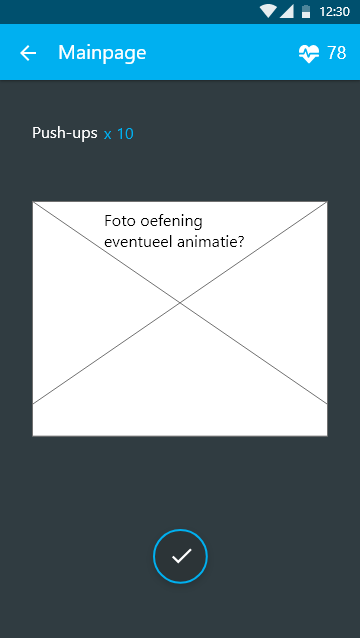 12:30
Mainpage 78
Push-ups x 10
Foto oefening
eventueel animatie?